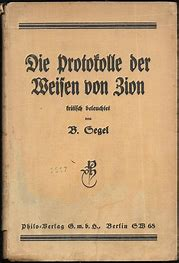 Die Protokolle der
Weisen von Zion
kritisch beleuchtet
von
B. Segel
Philo-Verlag G. m. b. H., Berlin SW 68